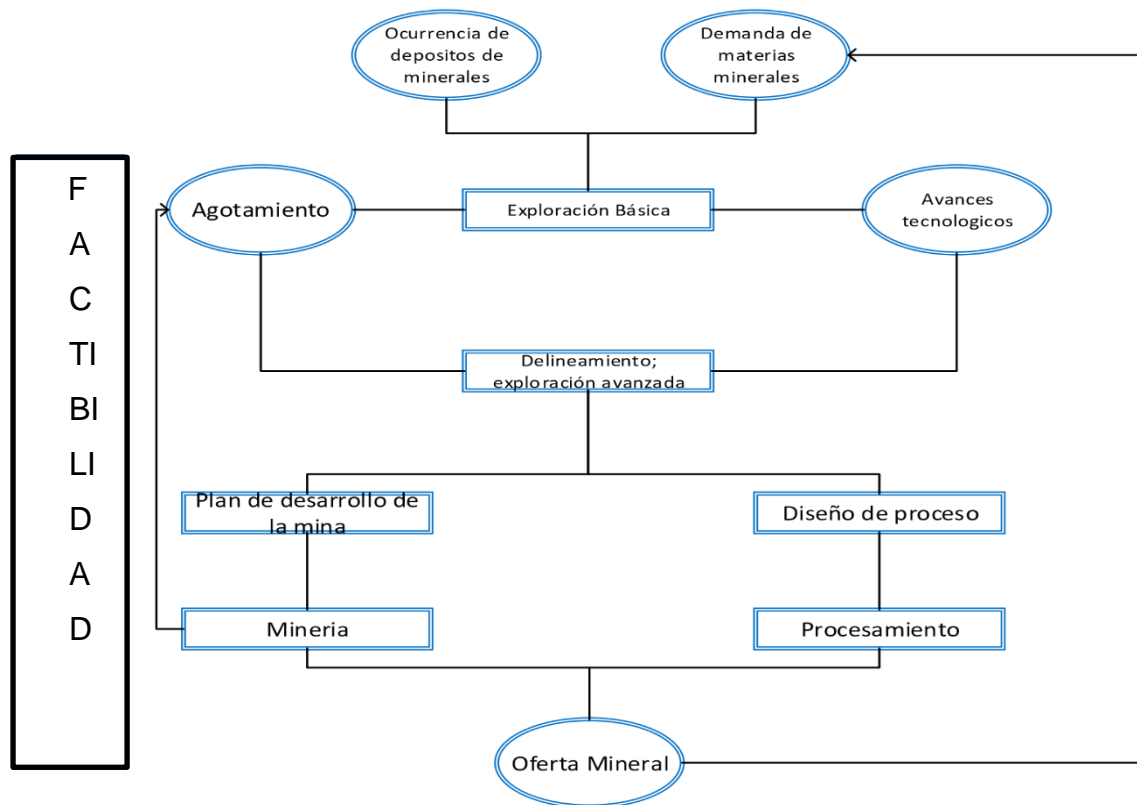 Ocurrencia de
depositos de
minerales
Demanda de
materias
minerales
F
A
C
TI
BI
LI
D
A
D
Agotamiento
Exploración Básica
Avances
tecnologicos
Delineamiento;
exploración avanzada
Plan de desarrollo de
la mina
Diseño de proceso
Mineria
Procesamiento
Oferta Mineral